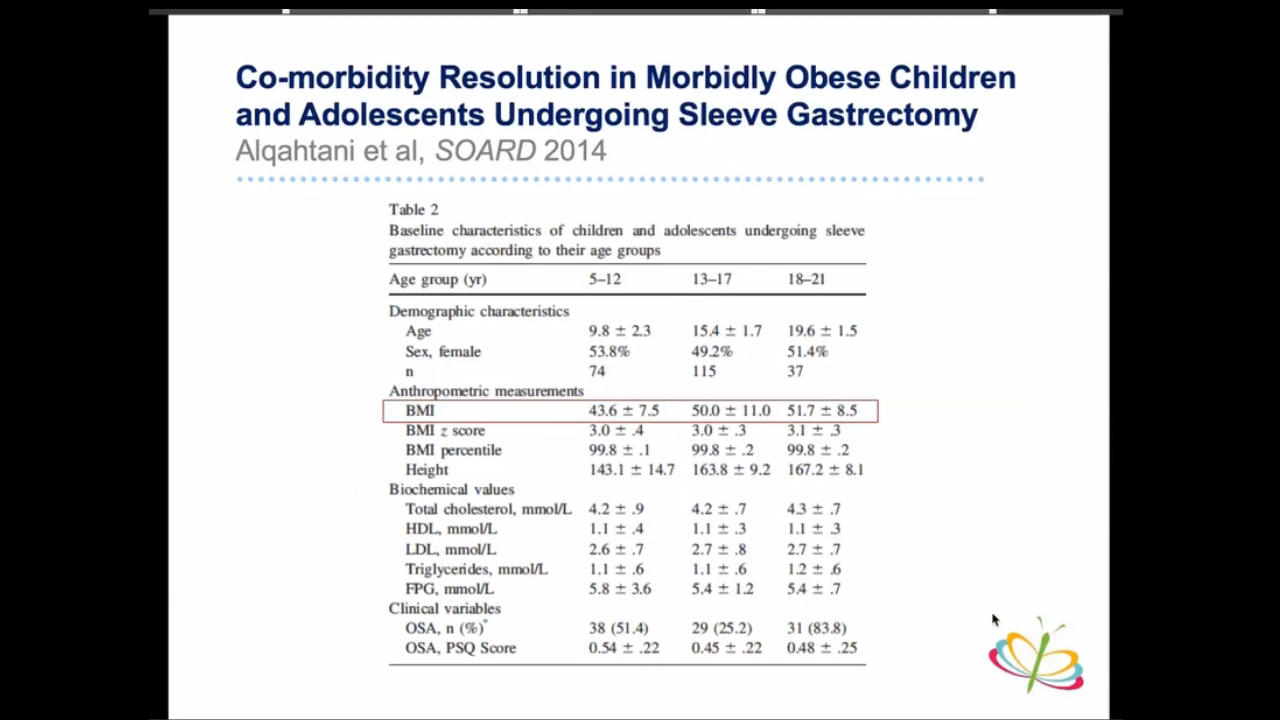 Co-morbidity Resolution in Morbidly Obese Children
and Adolescents Undergoing Sleeve Gastrectomy
Alqahtani et al, SOARD 2014
Table 2
Baseline characteristics of children and adolescents undergoing sleeve
gastrectomy according to their age groups
Age group (yr) 5–12 13–17 18–21
Demographic characteristics
Age 9.8 ± 2.3 15.4 ± 1.7 19.6 ± 1.5
Sex, female 53.8% 49.2% 51.4%
n 74 115 37
Anthropometric measurements
BMI 43.6 ± 7.5 50.0 ± 11.0 51.7 ± 8.5
BMI z score 3.0 ± .4 3.0 ± .3 3.1 ± .3
BMI percentile 99.8 ± .1 99.8 ± .2 99.8 ± .2
Height 143.1 ± 14.7 163.8 ± 9.2 167.2 ± 8.1
Biochemical values
Total cholesterol, mmol/L 4.2 ± .9 4.2 ± .7 4.3 ± .7
HDL, mmol/L 1.1 ± .4 1.1 ± .3 1.1 ± .3
LDL, mmol/L 2.6 ± .7 2.7 ± .8 2.7 ± .7
Triglycerides, mmol/L 1.1 ± .6 1.1 ± .6 1.2 ± .6
FPG, mmol/L 5.8 ± 3.6 5.4 ± 1.2 5.4 ± .7
Clinical variables
OSA, n (%)* 38 (51.4) 29 (25.2) 31 (83.8)
OSA, PSQ Score 0.54 ± .22 0.45 ± .22 0.48 ± .25